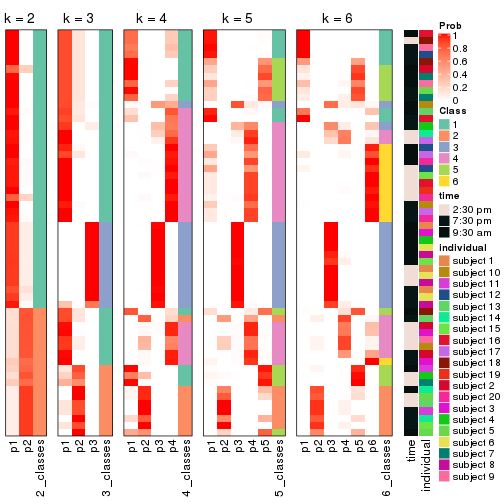 k = 2
k = 3
k = 4
k = 5
k = 6
p1
p2
2_classes
p1
p2
p3
3_classes
p1
p2
p3
p4
4_classes
p1
p2
p3
p4
p5
5_classes
p1
p2
p3
p4
p5
p6
6_classes
time
individual
Prob
1
0.8
0.6
0.4
0.2
0
Class
1
2
3
4
5
6
time
2:30 pm
7:30 pm
9:30 am
individual
subject 1
subject 10
subject 11
subject 12
subject 13
subject 14
subject 15
subject 16
subject 17
subject 18
subject 19
subject 2
subject 20
subject 3
subject 4
subject 5
subject 6
subject 7
subject 8
subject 9